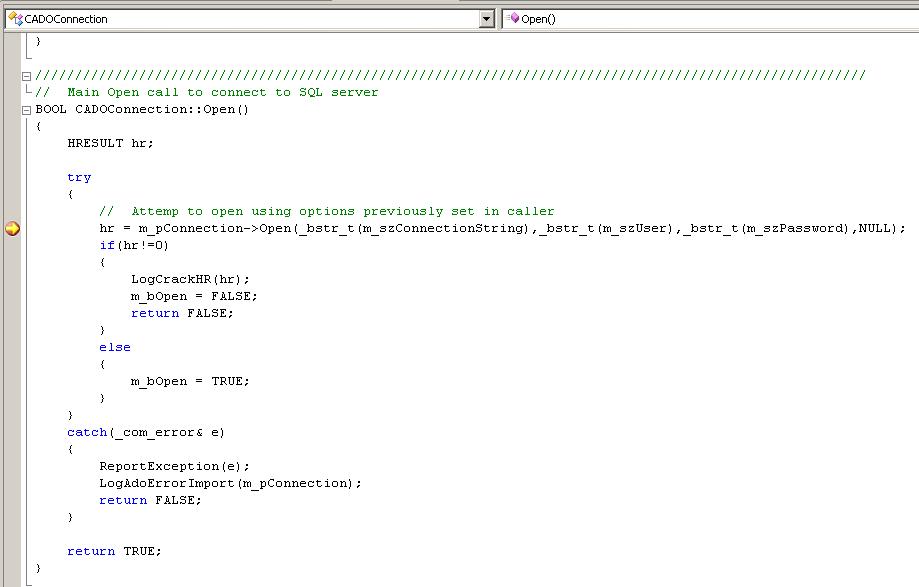 CADOConnection
Open()
}
////////////////////////////////////////////////////////////////////////////////////////////////////////
//  Main Open call to connect to SQL server
BOOL CADOConnection::Open()
{
    HRESULT hr;
    try
    {
        //  Attemp to open using options previously set in caller
        hr = m_pConnection->Open(_bstr_t(m_szConnectionString),_bstr_t(m_szUser),_bstr_t(m_szPassword),NULL);
        if(hr!=0)
        {
            LogCrackHR(hr);
            m_bOpen = FALSE;
            return FALSE;
        }
        else
        {
            m_bOpen = TRUE;
        }
    }
    catch(_com_error& e)
    {
        ReportException(e);
        LogAdoErrorImport(m_pConnection);
        return FALSE;
    }
    return TRUE;
}